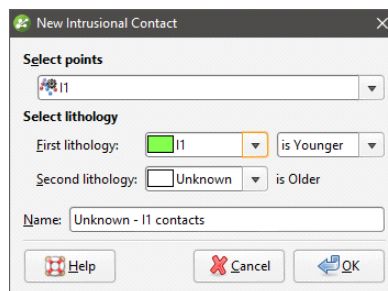 New Intrusional Contact
Select points
I1
Select lithology
First lithology: I1 is Younger
Second lithology: Unknown is Older
Name: Unknown - I1 contacts
Help Cancel OK